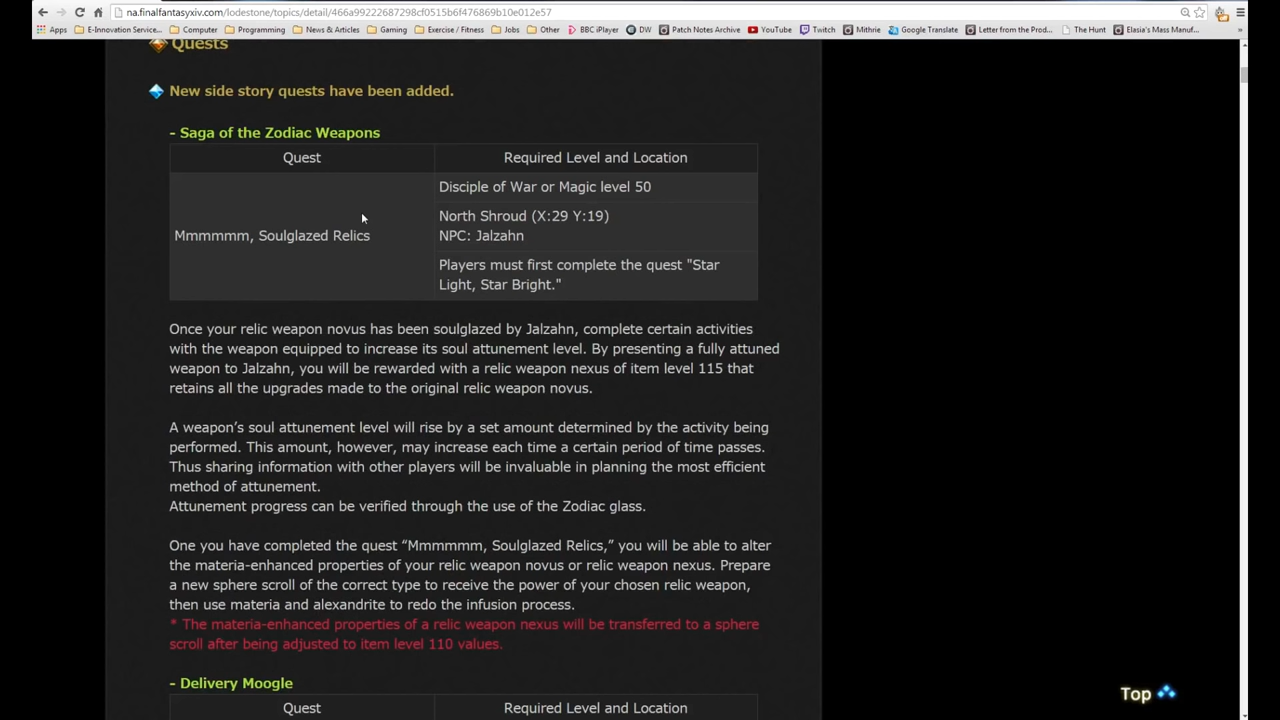 na.finalfantasyxiv.com/lodestone/topics/detail/466a99222687298cf0515b6f476869b10e012e57
Apps E-Innovation Service... Computer Programming News & Articles Gaming Exercise / Fitness Jobs Other BBC iPlayer DW Patch Notes Archive YouTube Twitch Mithrie Google Translate Letter from the Prod... The Hunt Elasia's Mass Manuf... »
Quests
New side story quests have been added.
- Saga of the Zodiac Weapons
Quest Required Level and Location
Disciple of War or Magic level 50
North Shroud (X:29 Y:19)
Mmmmmm, Soulglazed Relics NPC: Jalzahn
Players must first complete the quest "Star
Light, Star Bright."
Once your relic weapon novus has been soulglazed by Jalzahn, complete certain activities
with the weapon equipped to increase its soul attunement level. By presenting a fully attuned
weapon to Jalzahn, you will be rewarded with a relic weapon nexus of item level 115 that
retains all the upgrades made to the original relic weapon novus.
A weapon's soul attunement level will rise by a set amount determined by the activity being
performed. This amount, however, may increase each time a certain period of time passes.
Thus sharing information with other players will be invaluable in planning the most efficient
method of attunement.
Attunement progress can be verified through the use of the Zodiac glass.
One you have completed the quest “Mmmmmm, Soulglazed Relics,” you will be able to alter
the materia-enhanced properties of your relic weapon novus or relic weapon nexus. Prepare
a new sphere scroll of the correct type to receive the power of your chosen relic weapon,
then use materia and alexandrite to redo the infusion process.
* The materia-enhanced properties of a relic weapon nexus will be transferred to a sphere
scroll after being adjusted to item level 110 values.
- Delivery Moogle
Quest Required Level and Location
Top